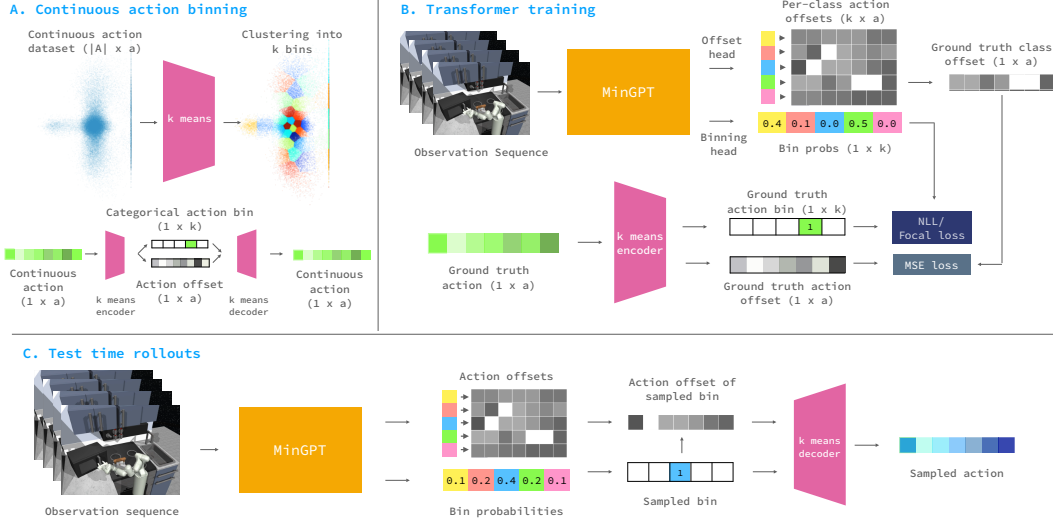 A. Continuous action binning
Continuous action
dataset (|A| x a)
k means
Clustering into
k bins
Categorical action bin
(1 x k)
Continuous
action
(1 x a)
k means
encoder
Action offset
(1 x a)
k means
decoder
Continuous
action
(1 x a)
B. Transformer training
Observation Sequence
MinGPT
Offset
head
Binning
head
Per-class action
offsets (k x a)
0.4 0.1 0.0 0.5 0.0
Bin probs (1 x k)
Ground truth class
offset (1 x a)
Ground truth
action (1 x a)
k means
encoder
Ground truth
action bin (1 x k)
1
Ground truth action
offset (1 x a)
NLL/
Focal loss
MSE loss
C. Test time rollouts
Observation sequence
MinGPT
Action offsets
0.1 0.2 0.4 0.2 0.1
Bin probabilities
Action offset of
sampled bin
1
Sampled bin
k means
decoder
Sampled action